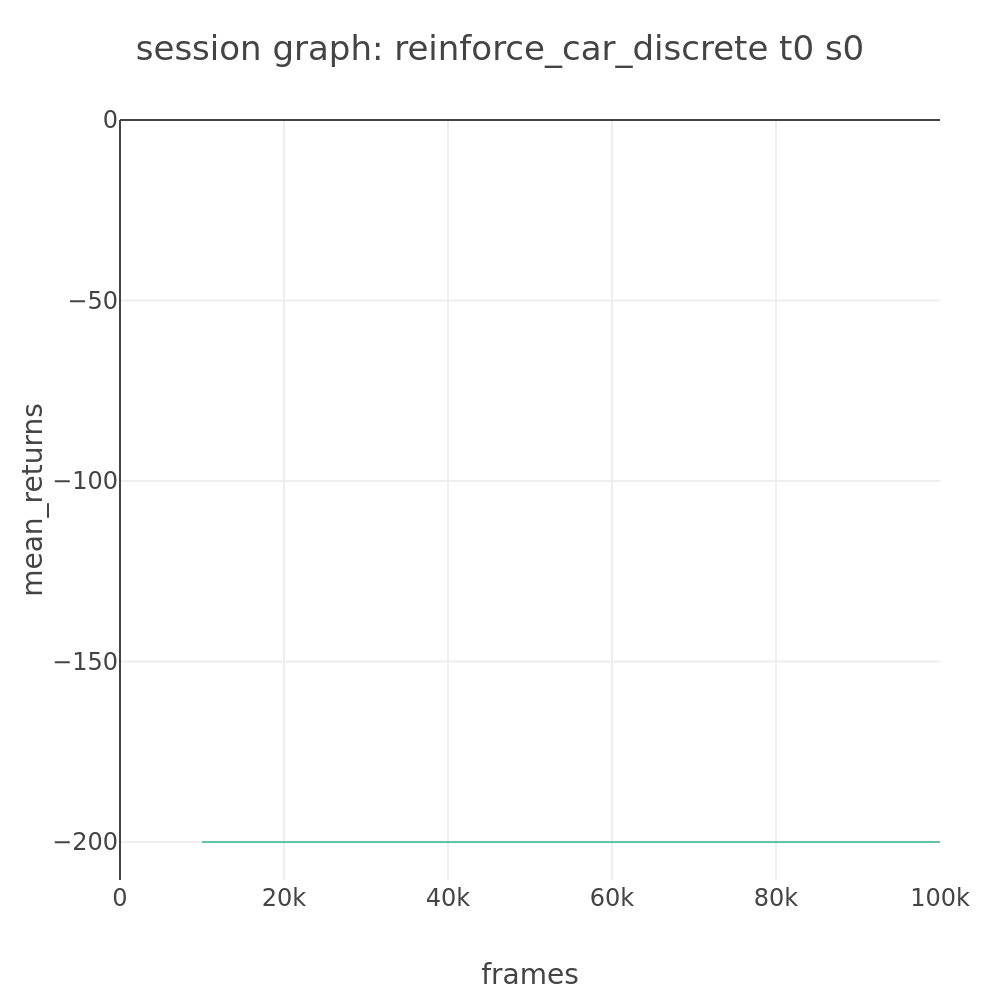 session graph: reinforce_car_discrete t0 s0
0
−50
−100
−150
−200
mean_returns
0 20k 40k 60k 80k 100k
frames